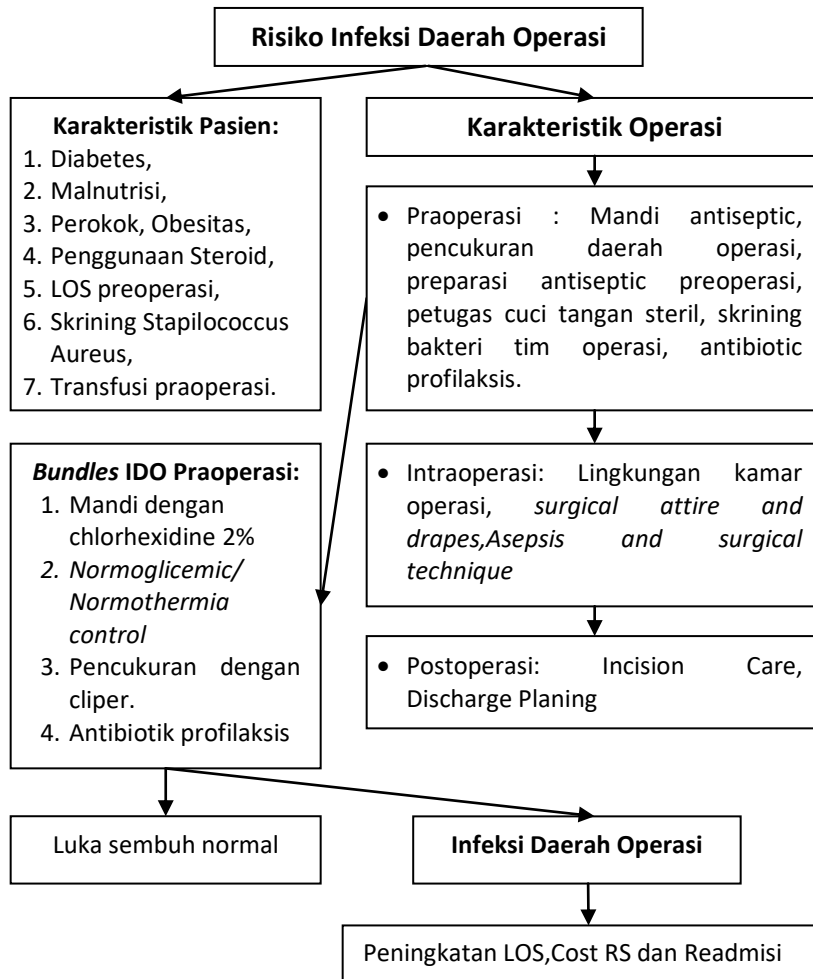 Risiko Infeksi Daerah Operasi
Karakteristik Pasien:
1. Diabetes,
2. Malnutrisi,
3. Perokok, Obesitas,
4. Penggunaan Steroid,
5. LOS preoperasi,
6. Skrining Stapilococcus
Aureus,
7. Transfusi praoperasi.
Karakteristik Operasi
• Praoperasi : Mandi antiseptic,
pencukuran daerah operasi,
preparasi antiseptic preoperasi,
petugas cuci tangan steril, skrining
bakteri tim operasi, antibiotic
profilaksis.
Bundles IDO Praoperasi:
1. Mandi dengan
chlorhexidine 2%
2. Normoglicemic/
Normothermia
control
3. Pencukuran dengan
cliper.
4. Antibiotik profilaksis
• Intraoperasi: Lingkungan kamar
operasi, surgical attire and
drapes,Asepsis and surgical
technique
• Postoperasi: Incision Care,
Discharge Planing
Luka sembuh normal
Infeksi Daerah Operasi
Peningkatan LOS,Cost RS dan Readmisi